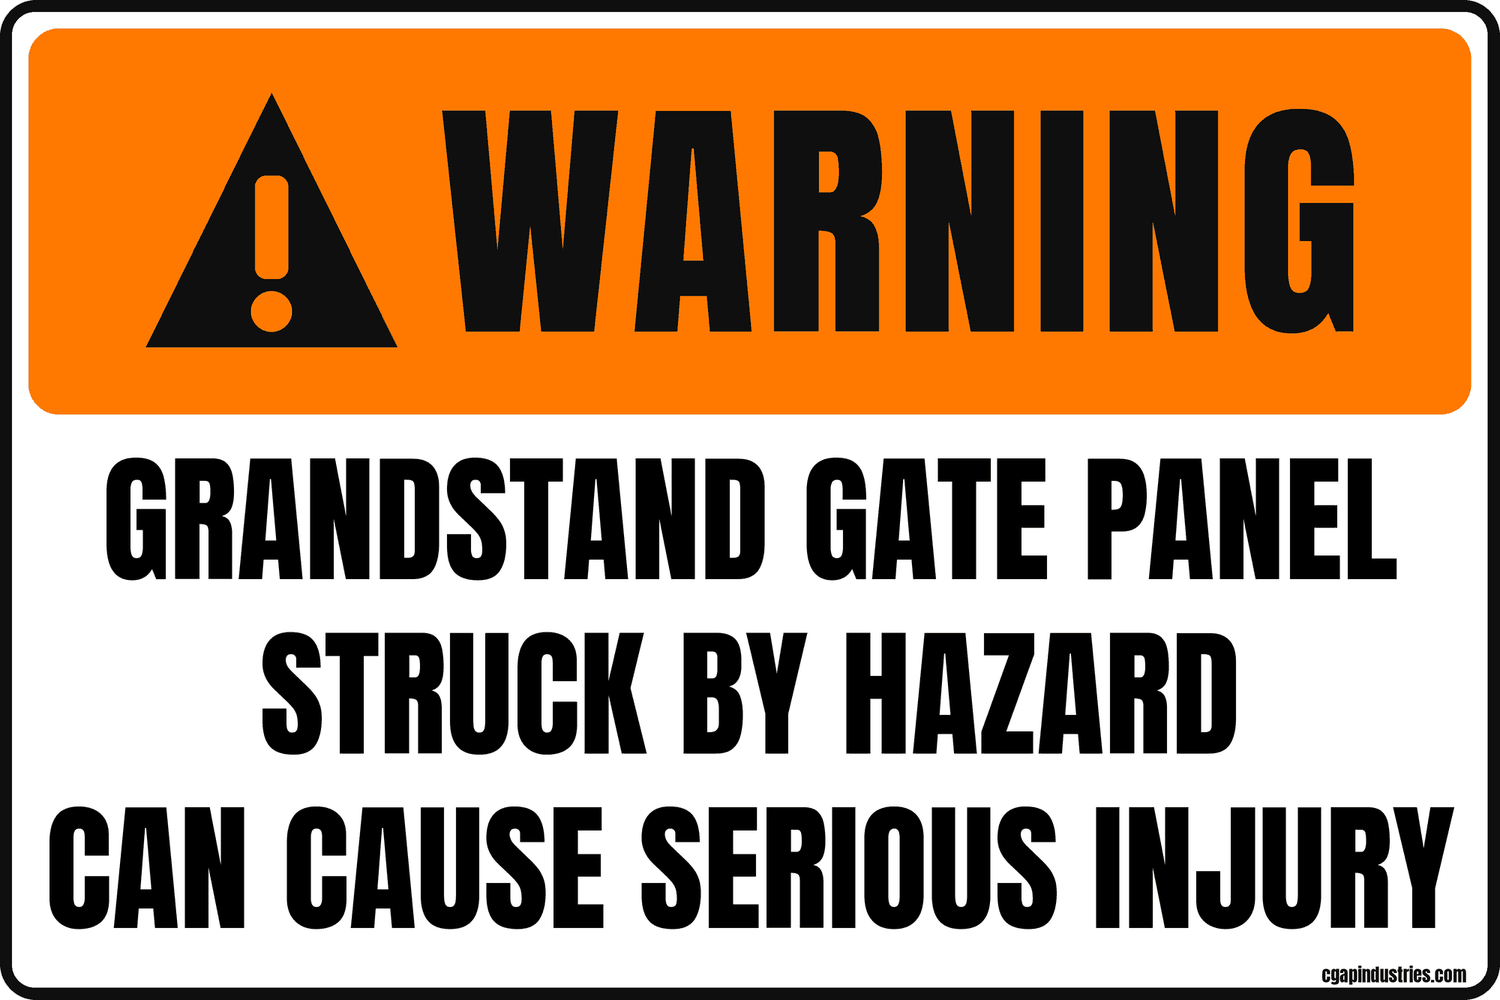 WARNING
GRANDSTAND GATE PANEL
STRUCK BY HAZARD
CAN CAUSE SERIOUS INJURY
cgapindustries.com